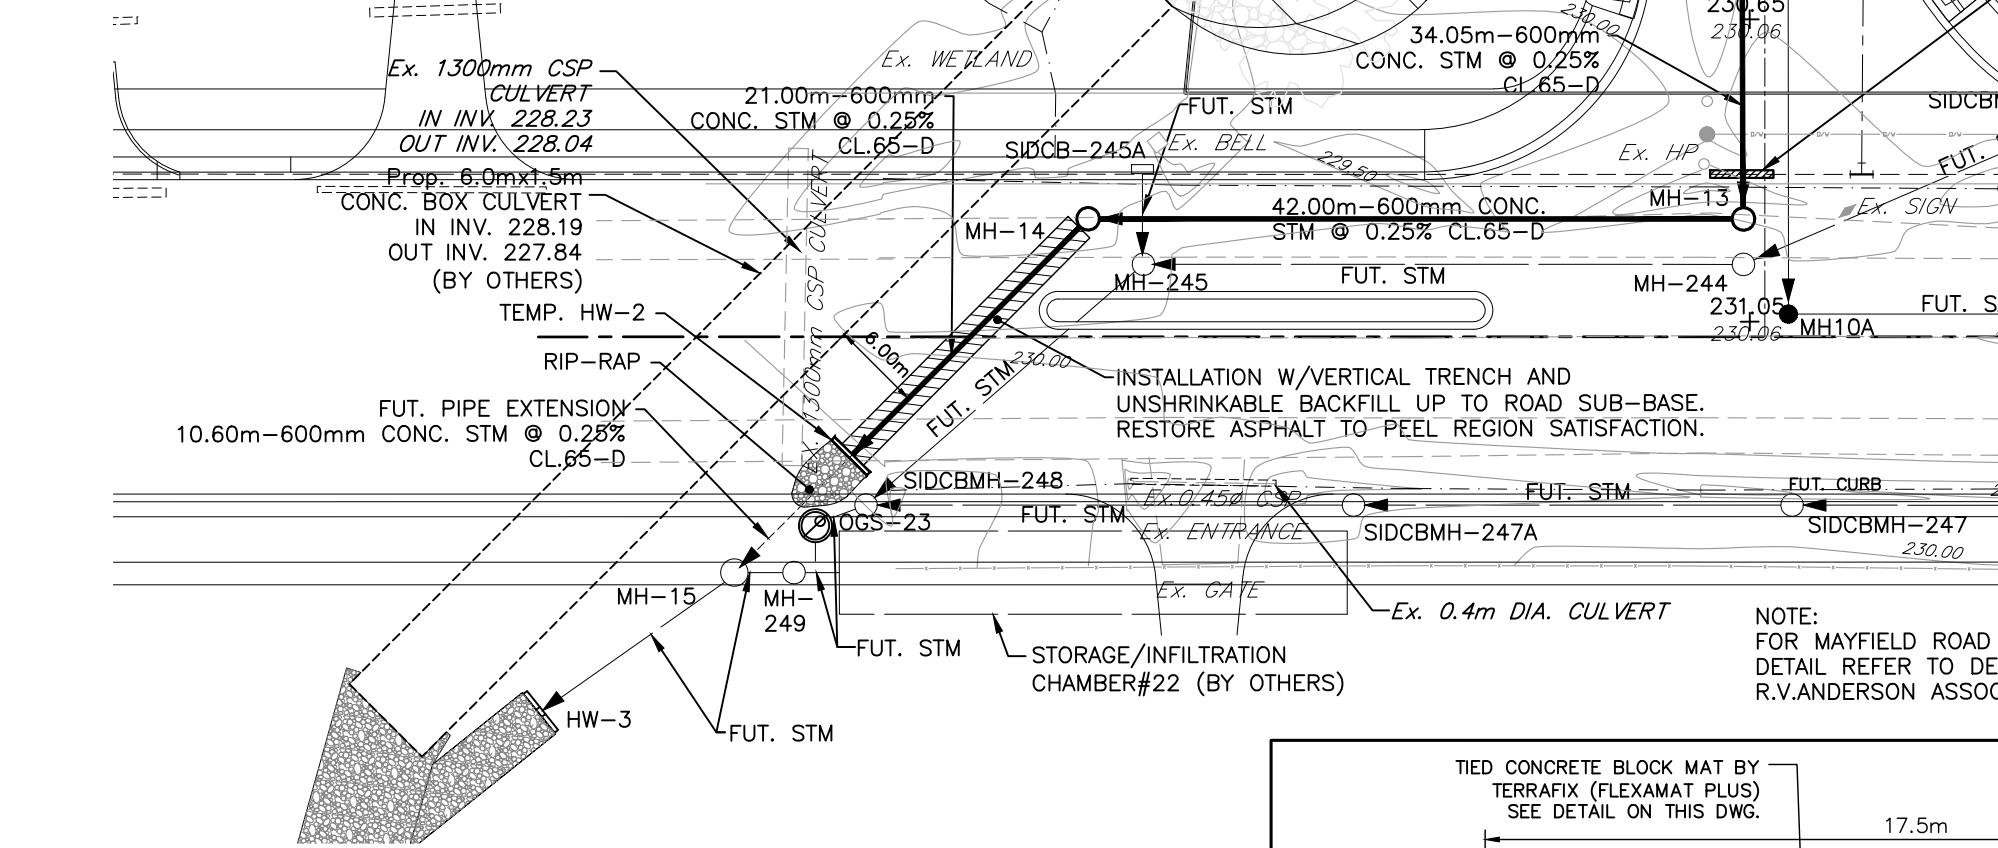 Ex. 1300mm CSP
CULVERT
IN INV. 228.23
OUT INV. 228.04
Prop. 6.0mx1.5m
CONC. BOX CULVERT
IN INV. 228.19
OUT INV. 227.84
(BY OTHERS)
TEMP. HW-2
RIP-RAP
FUT. PIPE EXTENSION
10.60m-600mm CONC. STM @ 0.25%
CL.65-D
21.00m-600mm
CONC. STM @ 0.25%
CL.65-D
Ex. WETLAND
EX. 1300mm CSP CULVERT
SIDCB-245A
FUT. STM
Ex. BELL
229.50
34.05m-600mm
CONC. STM @ 0.25%
CL.65-D
230.00
230.65
230.06
SIDCB
Ex. HP
FUT.
MH-13
Ex. SIGN
MH-14
42.00m-600mm CONC.
STM @ 0.25% CL.65-D
MH-245
FUT. STM
MH-244
231.05
230.06
MH10A
FUT. S
6.00m
FUT. STM
230.00
INSTALLATION W/VERTICAL TRENCH AND
UNSHRINKABLE BACKFILL UP TO ROAD SUB-BASE.
RESTORE ASPHALT TO PEEL REGION SATISFACTION.
SIDCBMH-248
OGS-23
FUT. STM
Ex.0.45ø CSP
Ex. ENTRANCE
Ex. GATE
SIDCBMH-247A
FUT. STM
FUT. CURB
SIDCBMH-247
230.00
MH-15
MH-
249
FUT. STM
STORAGE/INFILTRATION
CHAMBER#22 (BY OTHERS)
Ex. 0.4m DIA. CULVERT
NOTE:
FOR MAYFIELD ROAD
DETAIL REFER TO DE
R.V.ANDERSON ASSOC
HW-3
FUT. STM
TIED CONCRETE BLOCK MAT BY
TERRAFIX (FLEXAMAT PLUS)
SEE DETAIL ON THIS DWG.
17.5m